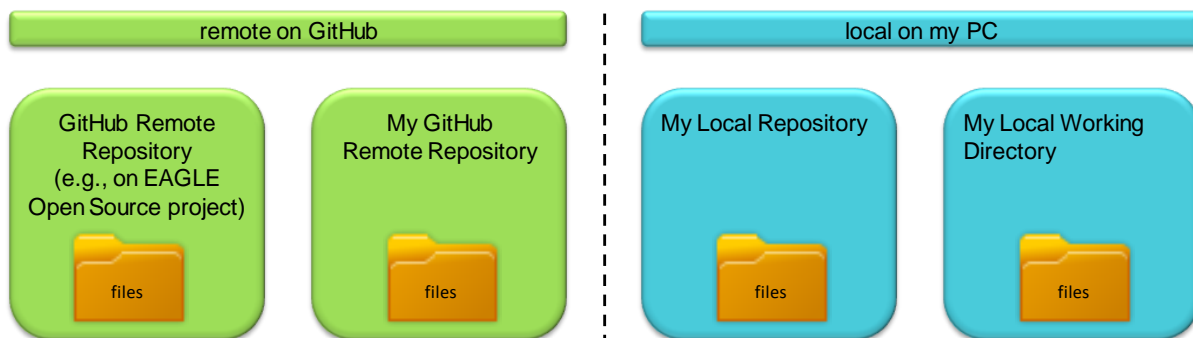 remote on GitHub
local on my PC
GitHub Remote
Repository
(e.g., on EAGLE
Open Source project)
files
My GitHub
Remote Repository
files
My Local Repository
files
My Local Working
Directory
files